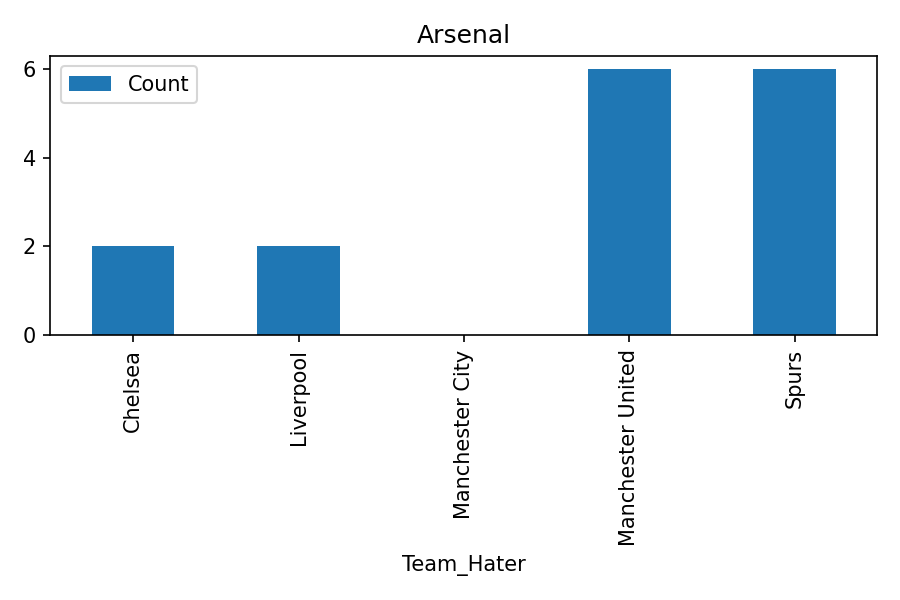 Arsenal
Count
6
4
2
0
Chelsea
Liverpool
Manchester City
Manchester United
Spurs
Team_Hater